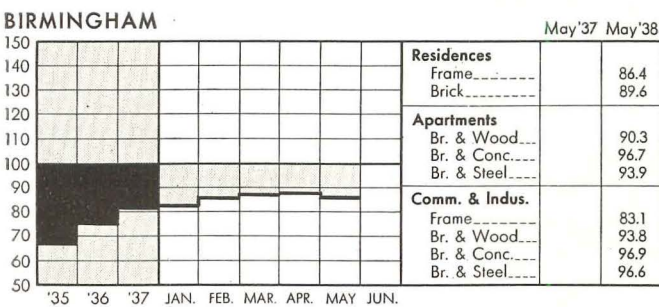 BIRMINGHAM
150
140
130
120
110
100
90
80
70
60
50
'35 '36 '37 JAN. FEB. MAR. APR. MAY JUN.
May'37 May'38
Residences
Frame 86.4
Brick 89.6
Apartments
Br. & Wood 90.3
Br. & Conc. 96.7
Br. & Steel 93.9
Comm. & Indus.
Frame 83.1
Br. & Wood 93.8
Br. & Conc. 96.9
Br. & Steel 96.6